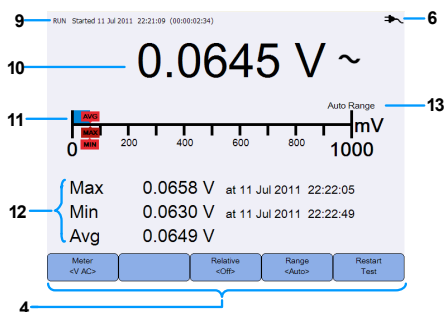 9 RUN Started 11 Jul 2011 22:21:09 (00:00:02:34) 6
10 0.0645 V ~
Auto Range 13
11 AVG mV
MAX
MIN
0 200 400 600 800 1000
Max 0.0658 V at 11 Jul 2011 22:22:05
12 Min 0.0630 V at 11 Jul 2011 22:22:49
Avg 0.0649 V
Meter Relative Range Restart
<V AC> <Off> <Auto> Test
4